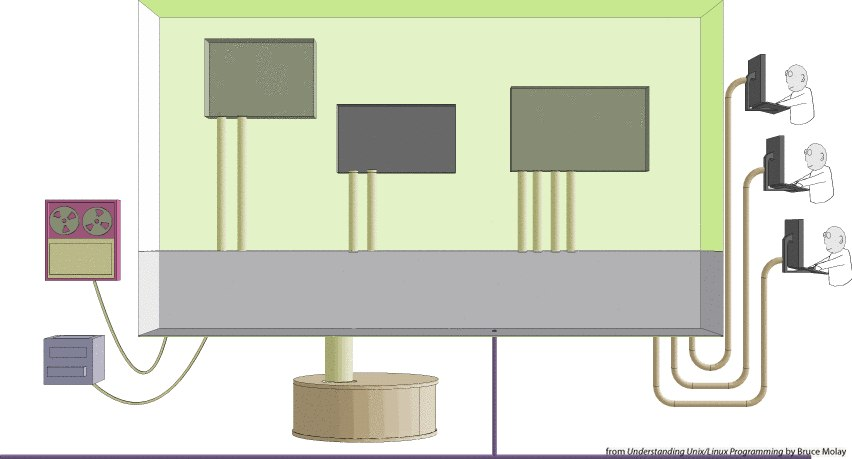 from Understanding Unix/Linux Programming by Bruce Molay